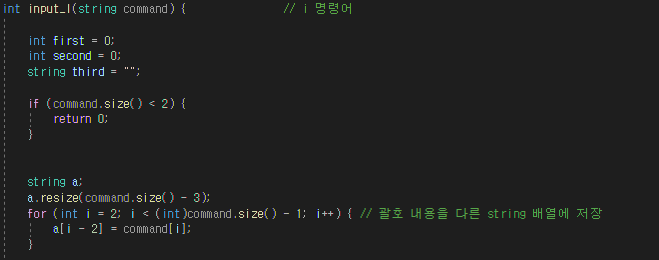 int input_I(string command) { // i 명령어
int first = 0;
int second = 0;
string third = "";
if (command.size() < 2) {
return 0;
}
string a;
a.resize(command.size() - 3);
for (int i = 2; i < (int)command.size() - 1; i++) { // 괄호 내용을 다른 string 배열에 저장
a[i - 2] = command[i];
}